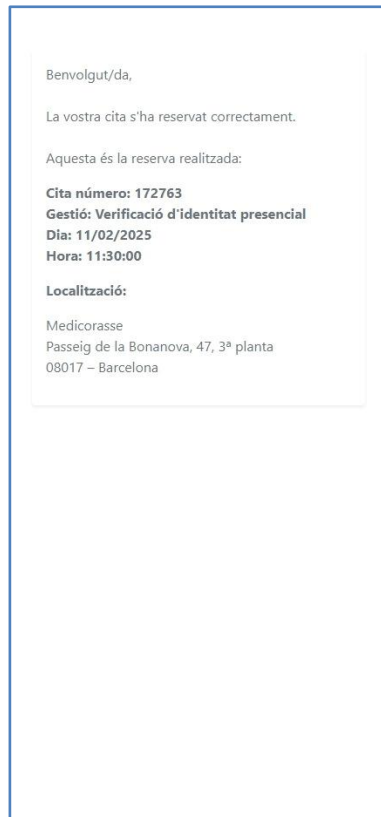 Benvolgut/da,
La vostra cita s'ha reservat correctament.
Aquesta és la reserva realitzada:
Cita número: 172763
Gestió: Verificació d'identitat presencial
Dia: 11/02/2025
Hora: 11:30:00
Localització:
Medicorasse
Passeig de la Bonanova, 47, 3ª planta
08017 – Barcelona